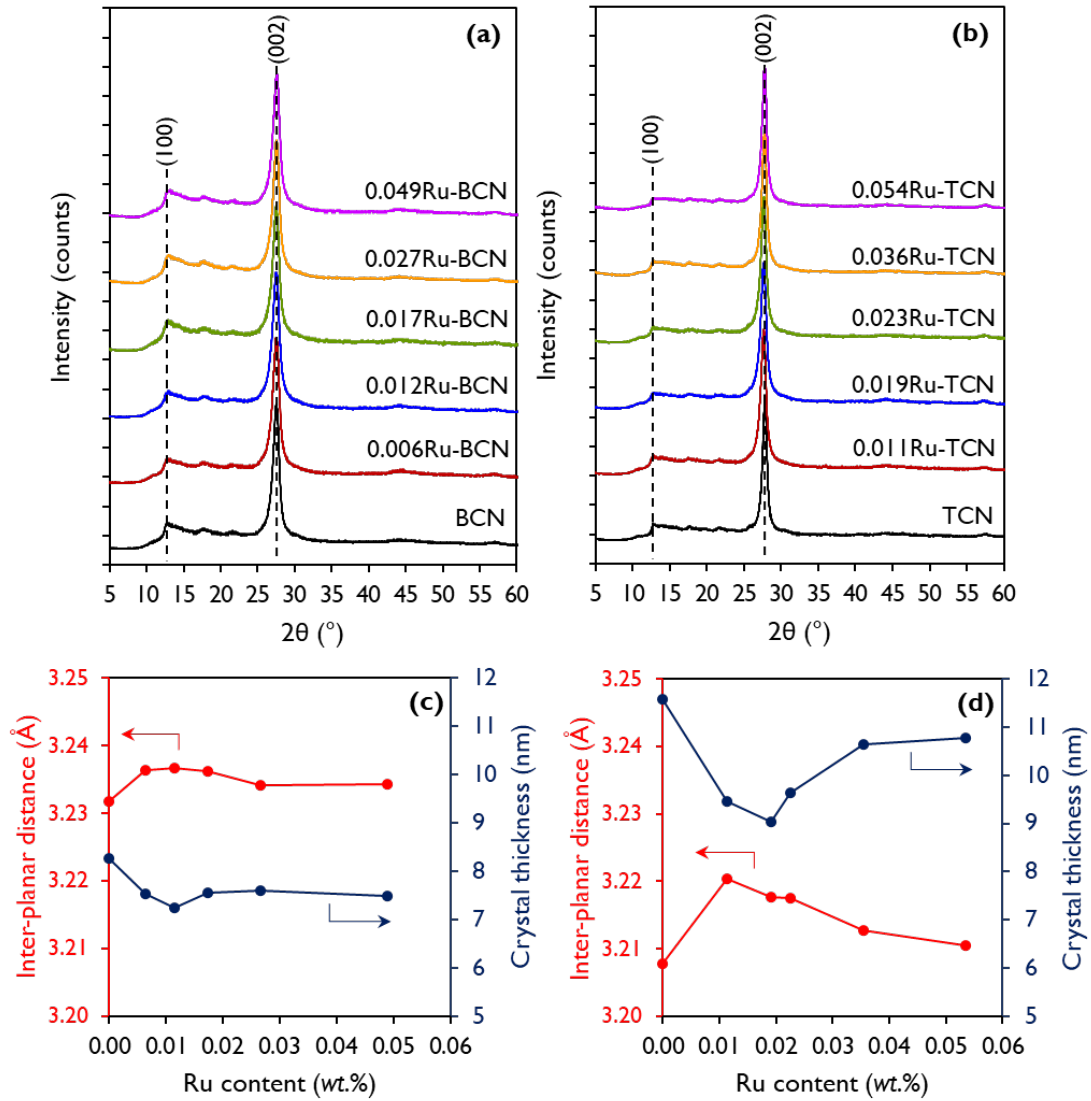 (a)
(002)
(100)
0.049Ru-BCN
0.027Ru-BCN
0.017Ru-BCN
0.012Ru-BCN
0.006Ru-BCN
BCN
Intensity (counts)
5 10 15 20 25 30 35 40 45 50 55 60
2θ (°)
(b)
(002)
(100)
0.054Ru-TCN
0.036Ru-TCN
0.023Ru-TCN
0.019Ru-TCN
0.011Ru-TCN
TCN
Intensity (counts)
5 10 15 20 25 30 35 40 45 50 55 60
2θ (°)
(c)
Inter-planar distance (Å)
3.25
3.24
3.23
3.22
3.21
3.20
12
11
10
9
8
7
6
5
Crystal thickness (nm)
0.00 0.01 0.02 0.03 0.04 0.05 0.06
Ru content (wt.%)
(d)
Inter-planar distance (Å)
3.25
3.24
3.23
3.22
3.21
3.20
12
11
10
9
8
7
6
5
Crystal thickness (nm)
0.00 0.01 0.02 0.03 0.04 0.05 0.06
Ru content (wt.%)